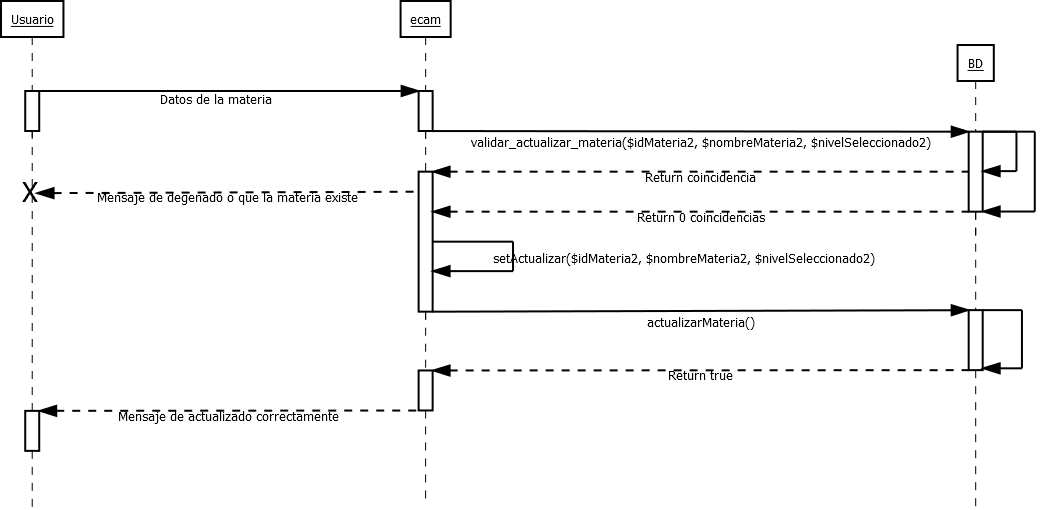 Usuario
ecam
BD
Datos de la materia
validar_actualizar_materia($idMateria2, $nombreMateria2, $nivelSeleccionado2)
Return coincidencia
X
Mensaje de degenado o que la materia existe
Return 0 coincidencias
setActualizar($idMateria2, $nombreMateria2, $nivelSeleccionado2)
actualizarMateria()
Return true
Mensaje de actualizado correctamente